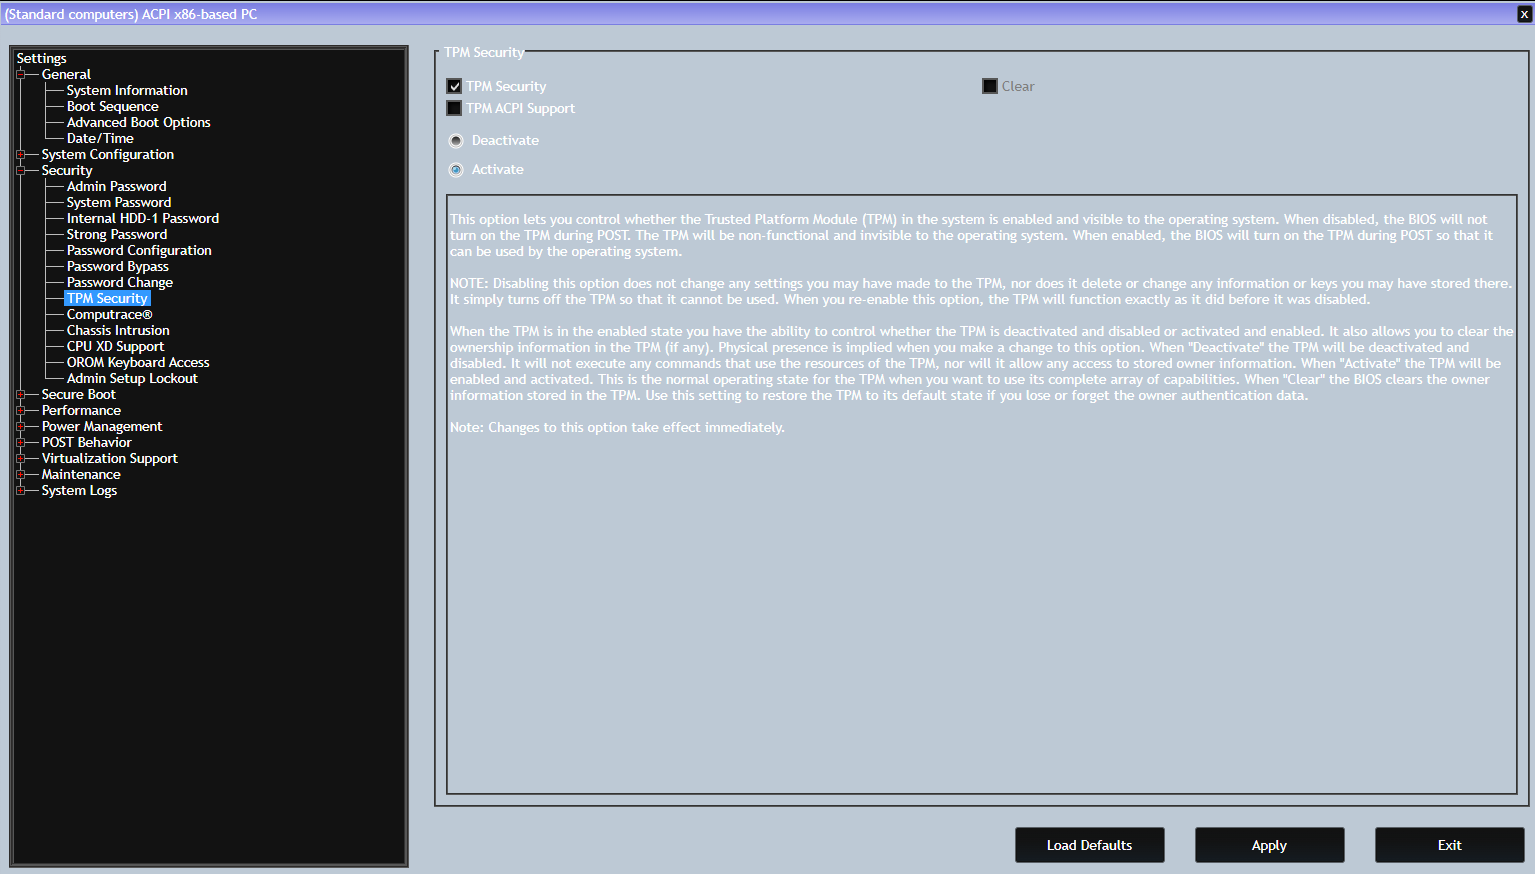 (Standard computers) ACPI x86-based PC
X
Settings
General
System Information
Boot Sequence
Advanced Boot Options
Date/Time
System Configuration
Security
Admin Password
System Password
Internal HDD-1 Password
Strong Password
Password Configuration
Password Bypass
Password Change
TPM Security
Computrace®
Chassis Intrusion
CPU XD Support
OROM Keyboard Access
Admin Setup Lockout
Secure Boot
Performance
Power Management
POST Behavior
Virtualization Support
Maintenance
System Logs
TPM Security
TPM Security
Clear
TPM ACPI Support
Deactivate
Activate
This option lets you control whether the Trusted Platform Module (TPM) in the system is enabled and visible to the operating system. When disabled, the BIOS will not
turn on the TPM during POST. The TPM will be non-functional and invisible to the operating system. When enabled, the BIOS will turn on the TPM during POST so that it
can be used by the operating system.
NOTE: Disabling this option does not change any settings you may have made to the TPM, nor does it delete or change any information or keys you may have stored there.
It simply turns off the TPM so that it cannot be used. When you re-enable this option, the TPM will function exactly as it did before it was disabled.
When the TPM is in the enabled state you have the ability to control whether the TPM is deactivated and disabled or activated and enabled. It also allows you to clear the
ownership information in the TPM (if any). Physical presence is implied when you make a change to this option. When "Deactivate" the TPM will be deactivated and
disabled. It will not execute any commands that use the resources of the TPM, nor will it allow any access to stored owner information. When "Activate" the TPM will be
enabled and activated. This is the normal operating state for the TPM when you want to use its complete array of capabilities. When "Clear" the BIOS clears the owner
information stored in the TPM. Use this setting to restore the TPM to its default state if you lose or forget the owner authentication data.
Note: Changes to this option take effect immediately.
Load Defaults
Apply
Exit